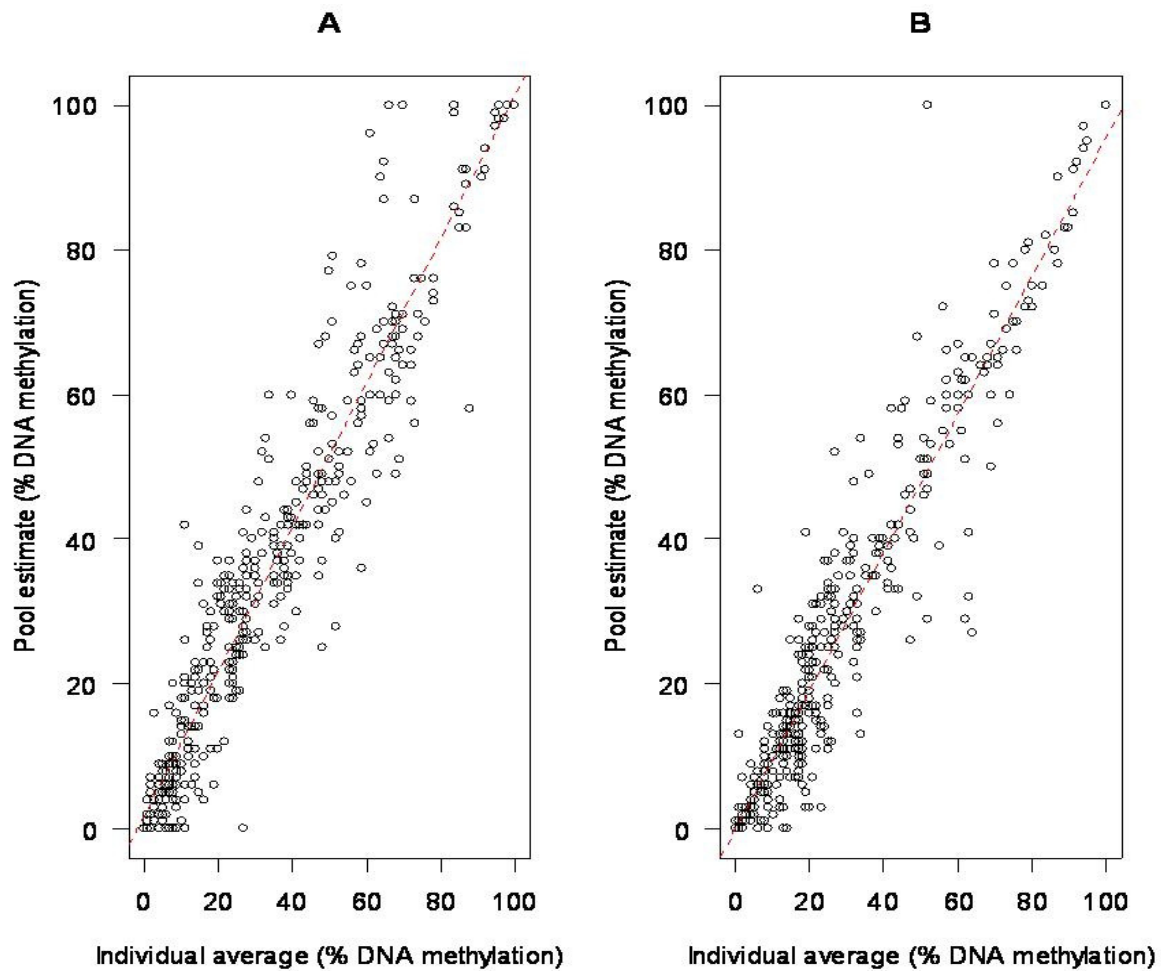 A
B
100
80
60
40
20
0
Pool estimate (% DNA methylation)
0 20 40 60 80 100
Individual average (% DNA methylation)
100
80
60
40
20
0
Pool estimate (% DNA methylation)
0 20 40 60 80 100
Individual average (% DNA methylation)